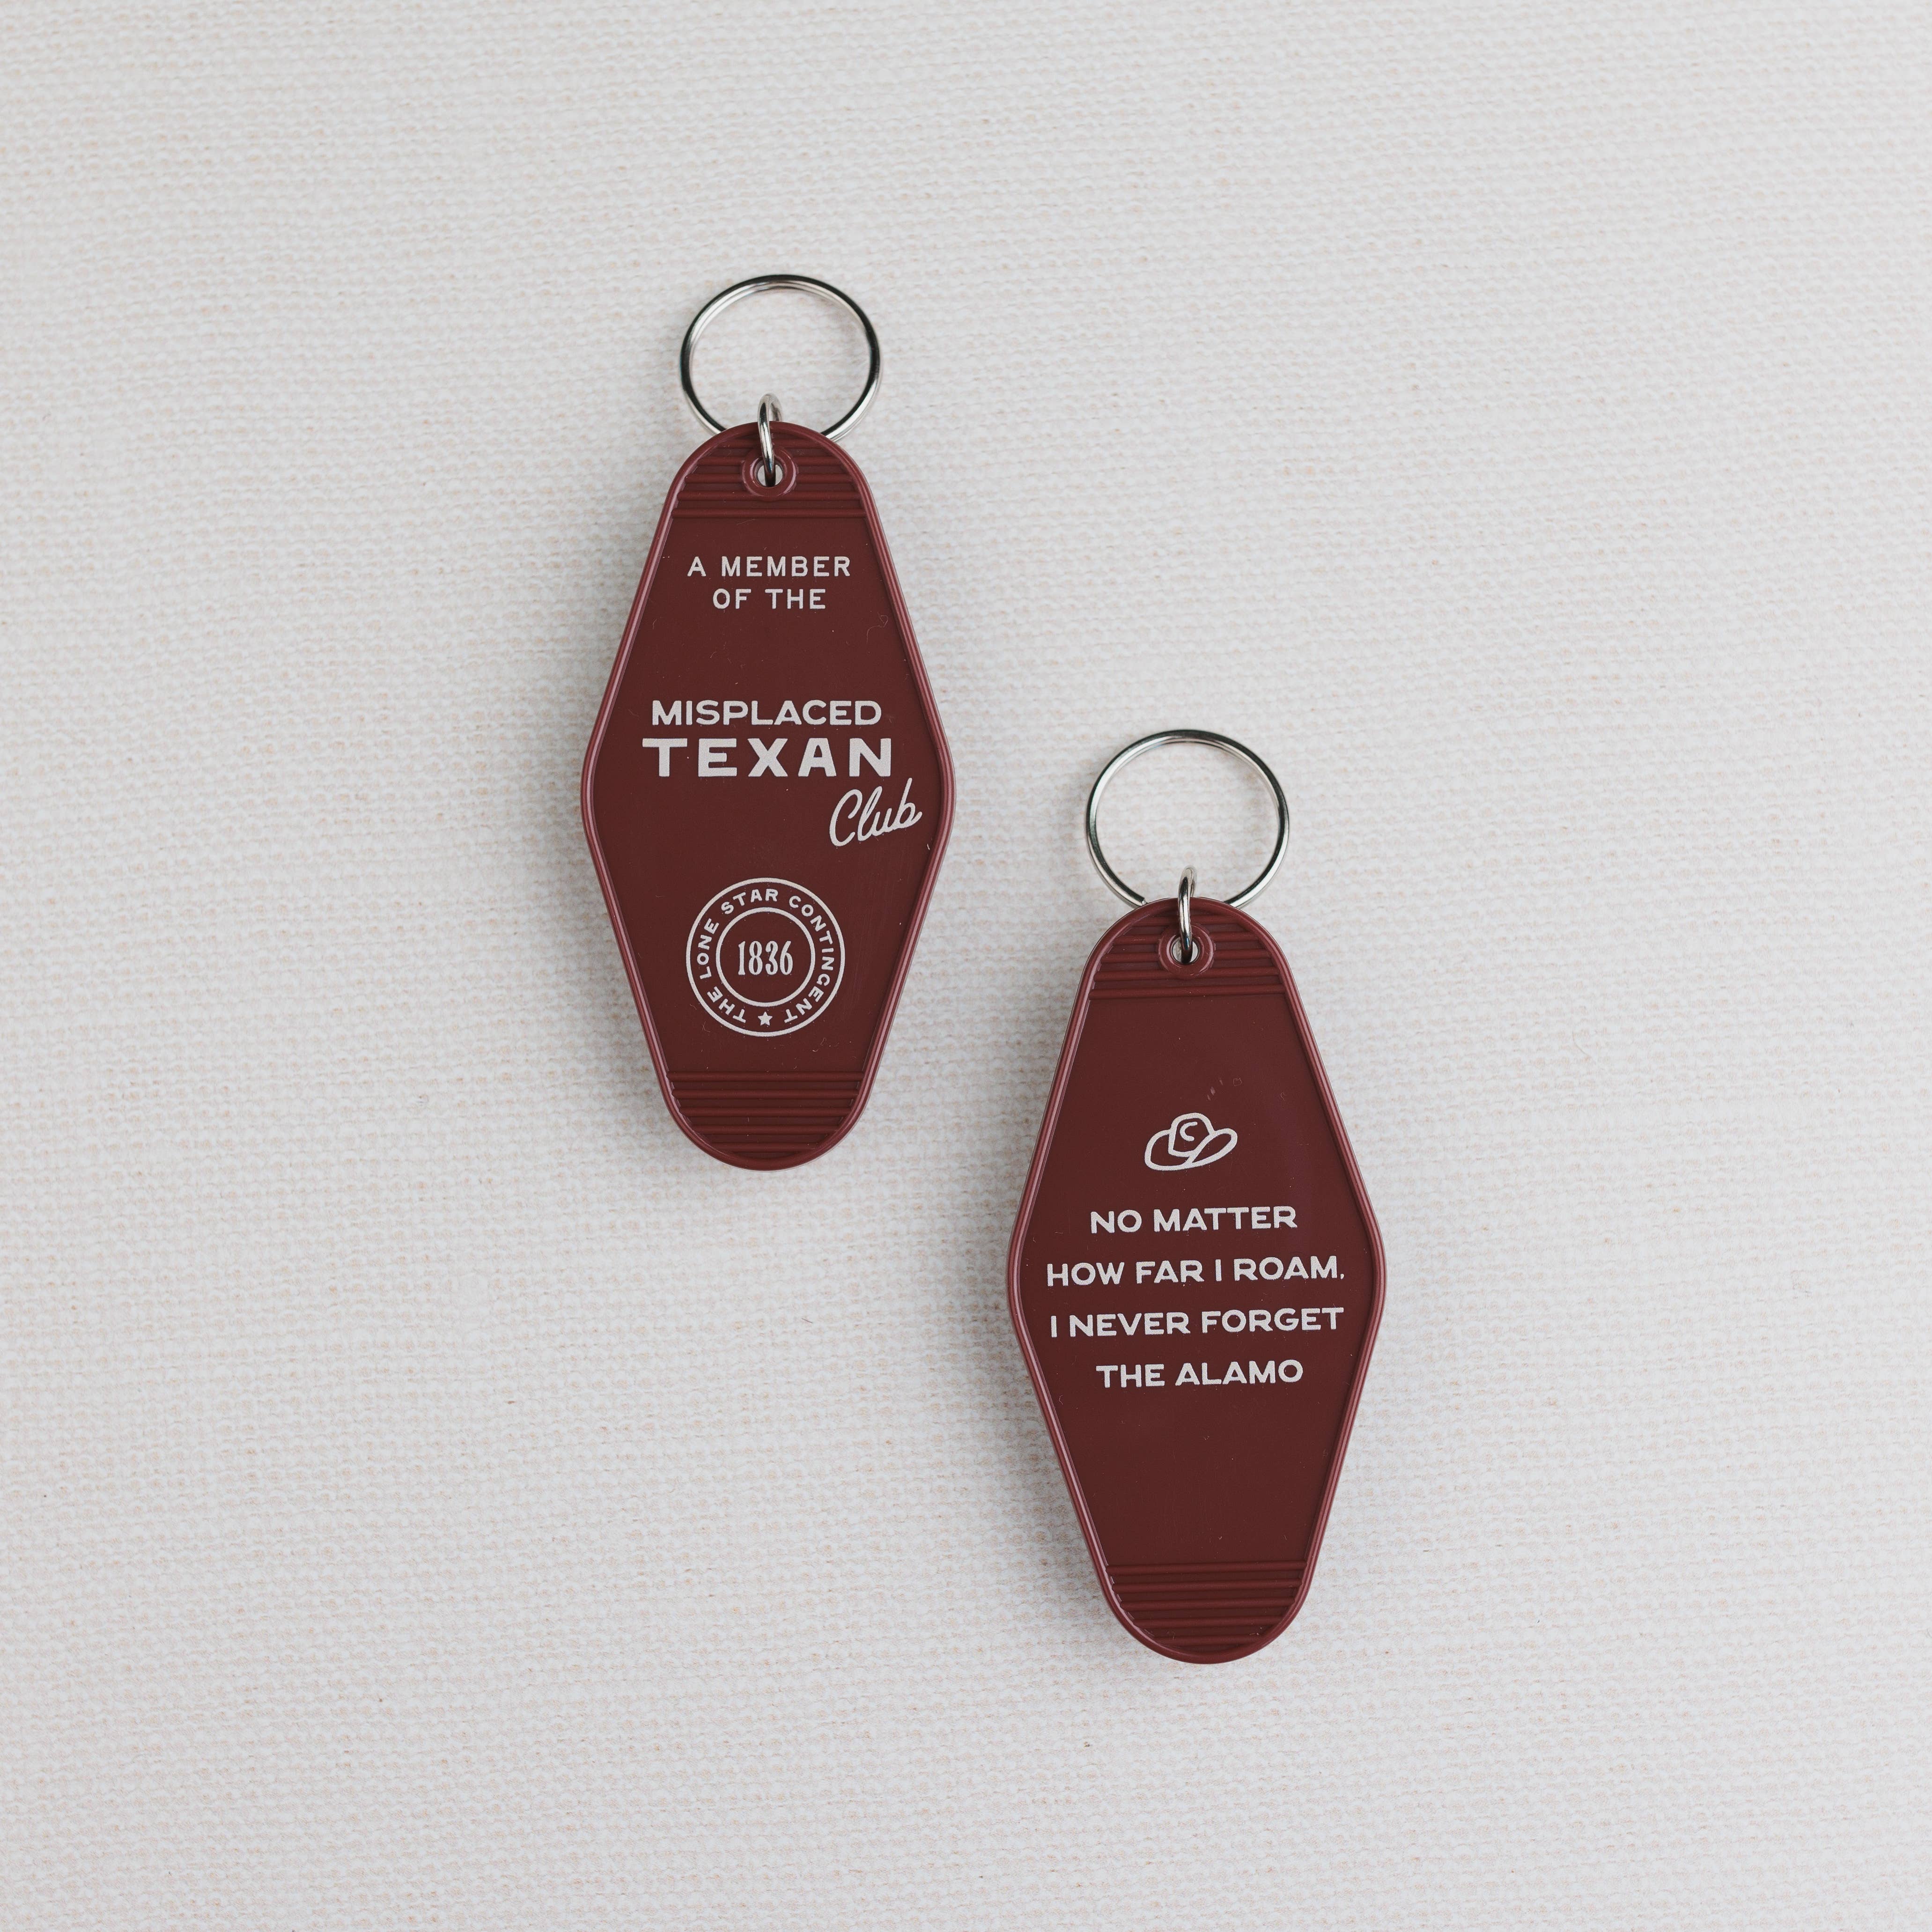 A MEMBER
OF THE
MISPLACED
TEXAN
Club
THE LONE STAR CONTINGENT ★
1836
C
NO MATTER
HOW FAR I ROAM,
I NEVER FORGET
THE ALAMO